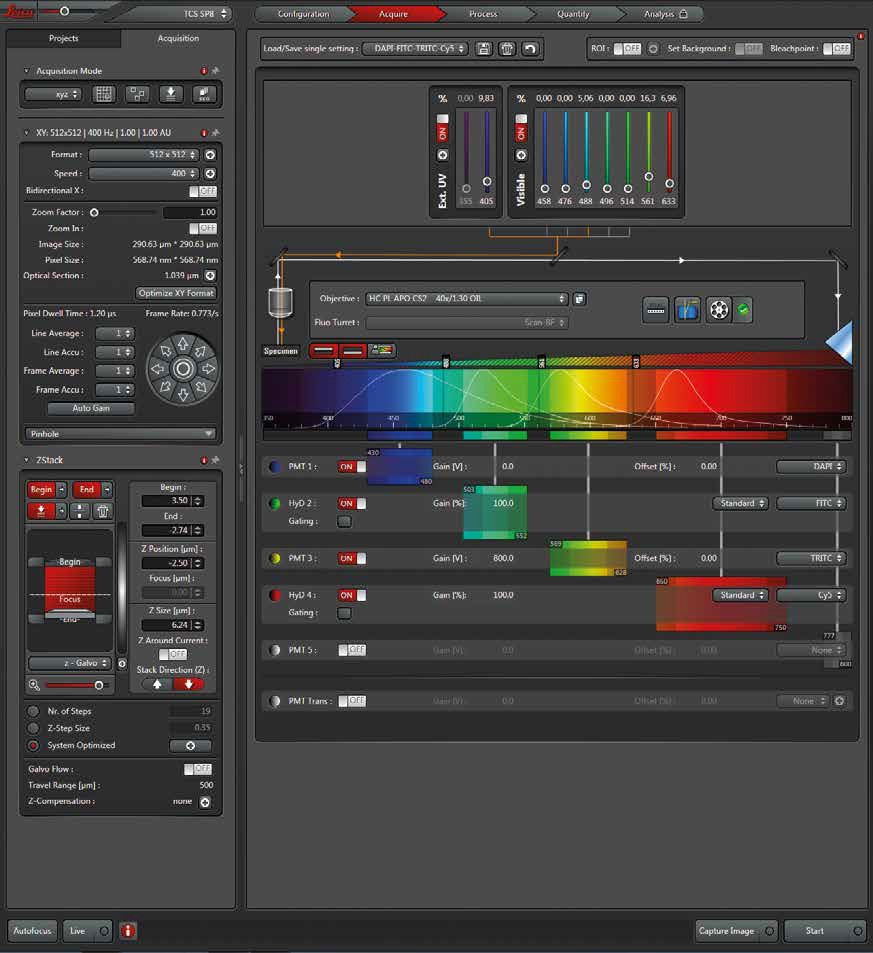 Leica
TCS SP8
Configuration
Acquire
Process
Quantify
Analysis
Projects
Acquisition
Acquisition Mode
xyz
XY: 512x512 | 400 Hz | 1.00 | 1.00 AU
Format : 512 x 512
Speed : 400
Bidirectional X : OFF
Zoom Factor : 1.00
Zoom In : OFF
Image Size : 290.63 µm * 290.63 µm
Pixel Size : 568.74 nm * 568.74 nm
Optical Section : 1.039 µm
Optimize XY Format
Pixel Dwell Time : 1.20 µs Frame Rate: 0.773/s
Line Average : 1
Line Accu : 1
Frame Average : 1
Frame Accu : 1
Auto Gain
Pinhole
ZStack
Begin
End
Begin
Focus
-End-
z - Galvo
Begin :
3.50
End :
-2.74
Z Position [µm] :
-2.50
Focus [µm] :
0.00
Z Size [µm] :
6.24
Z Around Current :
OFF
Stack Direction (Z) :
Nr. of Steps 19
Z-Step Size 0.35
System Optimized
Galvo Flow : OFF
Travel Range [µm] : 500
Z-Compensation : none
Load/Save single setting : DAPI-FITC-TRITC-Cy5
ROI : OFF Set Background : OFF Bleachpoint : OFF
% 0,00 9,83
ON
Ext. UV
355 405
% 0,00 0,00 5,06 0,00 0,00 16,3 6,96
ON
Visible
458 476 488 496 514 561 633
Objective : HC PL APO CS2 40x/1.30 OIL
Fluo Turret : Scan-BF
Specimen
405 488 561 633
350 400 450 500 550 600 650 700 750 800
PMT 1 : ON 430 480 Gain [V] : 0.0 Offset [%] : 0.00 DAPI
HyD 2 : ON 503 552 Gain [%]: 100.0 Standard FITC
Gating :
PMT 3 : ON Gain [V] : 800.0 569 628 Offset [%] : 0.00 TRITC
HyD 4 : ON Gain [%]: 100.0 660 750 Standard Cy5
Gating :
PMT 5 : OFF Gain [V] : 0.0 Offset [%] : 0.00 777 800 None
PMT Trans : OFF Gain [V] : 0.0 Offset [%] : 0.00 None
Autofocus
Live
Capture Image
Start